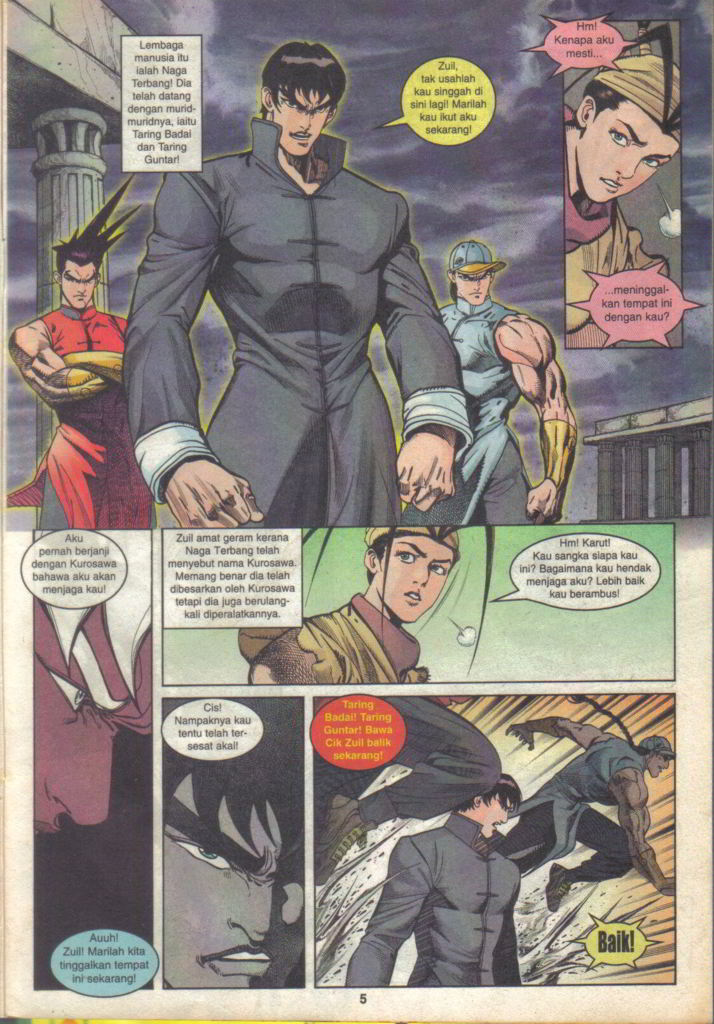 Lembaga
manusia itu
ialah Naga
Terbang! Dia
telah datang
dengan murid-
muridnya, iaitu
Taring Badai
dan Taring
Guntar!
Zuil,
tak usahlah
kau singgah di
sini lagi! Marilah
kau ikut aku
sekarang!
Hm!
Kenapa aku
mesti...
...meninggal-
kan tempat ini
dengan kau?
Aku
pernah berjanji
dengan Kurosawa
bahawa aku akan
menjaga kau!
Zuil amat geram kerana
Naga Terbang telah
menyebut nama Kurosawa.
Memang benar dia telah
dibesarkan oleh Kurosawa
tetapi dia juga berulang-
kali diperalatkannya.
Hm! Karut!
Kau sangka siapa kau
ini? Bagaimana kau hendak
menjaga aku? Lebih baik
kau berambus!
Auuh!
Zuil! Marilah kita
tinggalkan tempat
ini sekarang!
Cis!
Nampaknya kau
tentu telah ter-
sesat akal!
Taring
Badai! Taring
Guntar! Bawa
Cik Zuil balik
sekarang!
Baik!
5